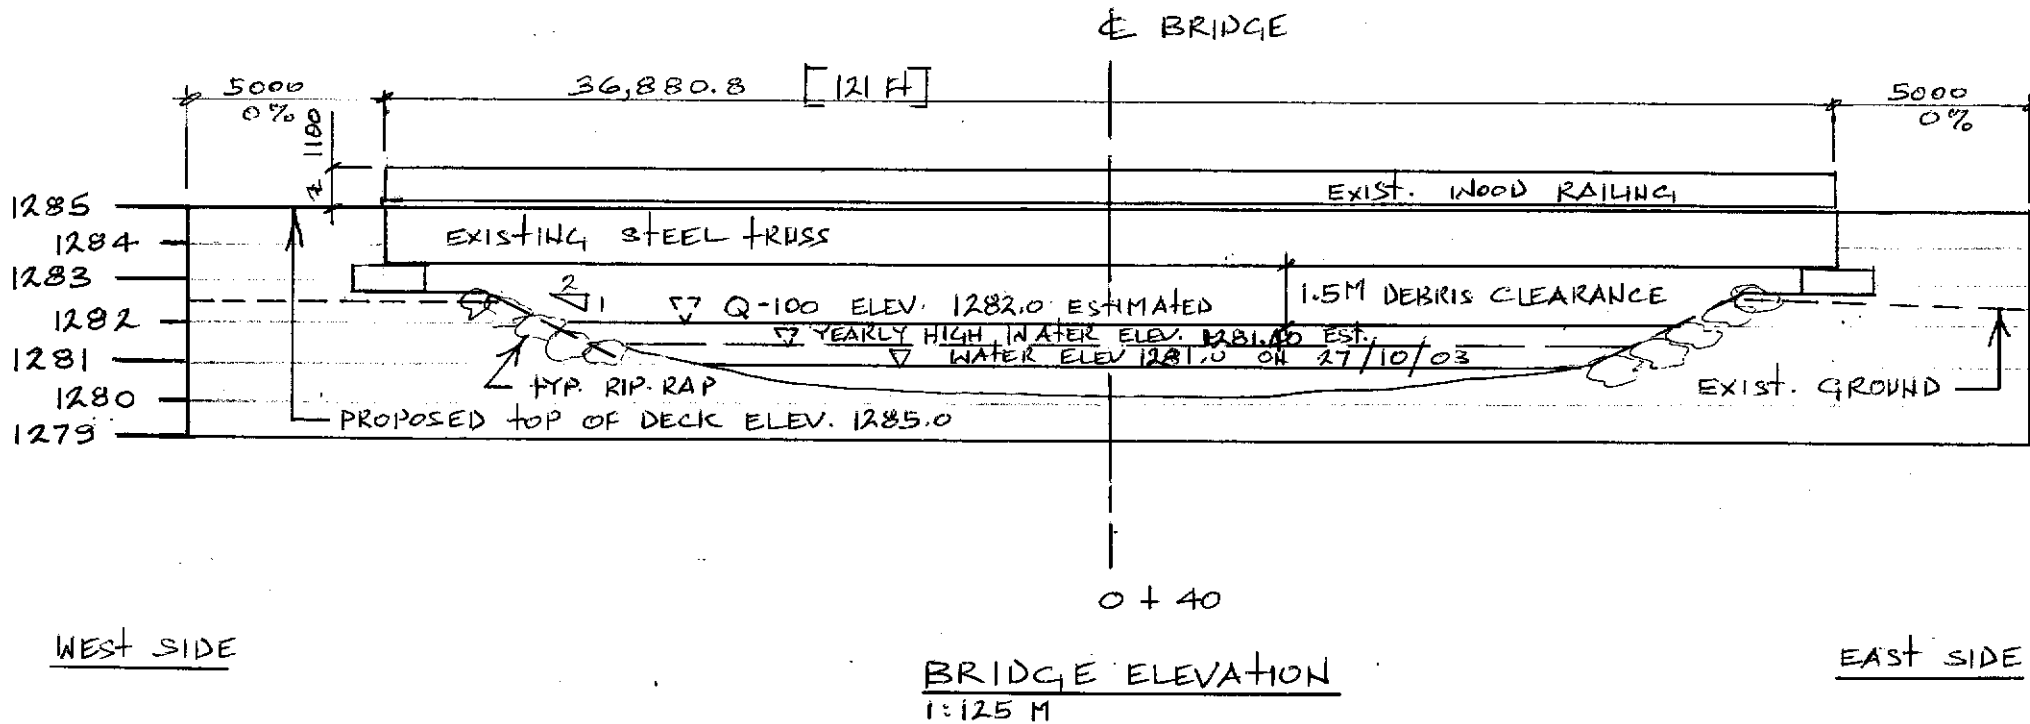 ℄ BRIDGE
5000
0%
36,880.8 [121 Ft]
5000
0%
1100
EXIST. WOOD RAILING
1285
1284
1283
1282
1281
1280
1279
EXISTING STEEL TRUSS
2
1
Q-100 ELEV. 1282.0 ESTIMATED
1.5M DEBRIS CLEARANCE
YEARLY HIGH WATER ELEV. EST.
WATER ELEV 1281.0 ON 27/10/03
TYP. RIP-RAP
EXIST. GROUND
PROPOSED TOP OF DECK ELEV. 1285.0
0 + 40
WEST SIDE
EAST SIDE
BRIDGE ELEVATION
1:125 M